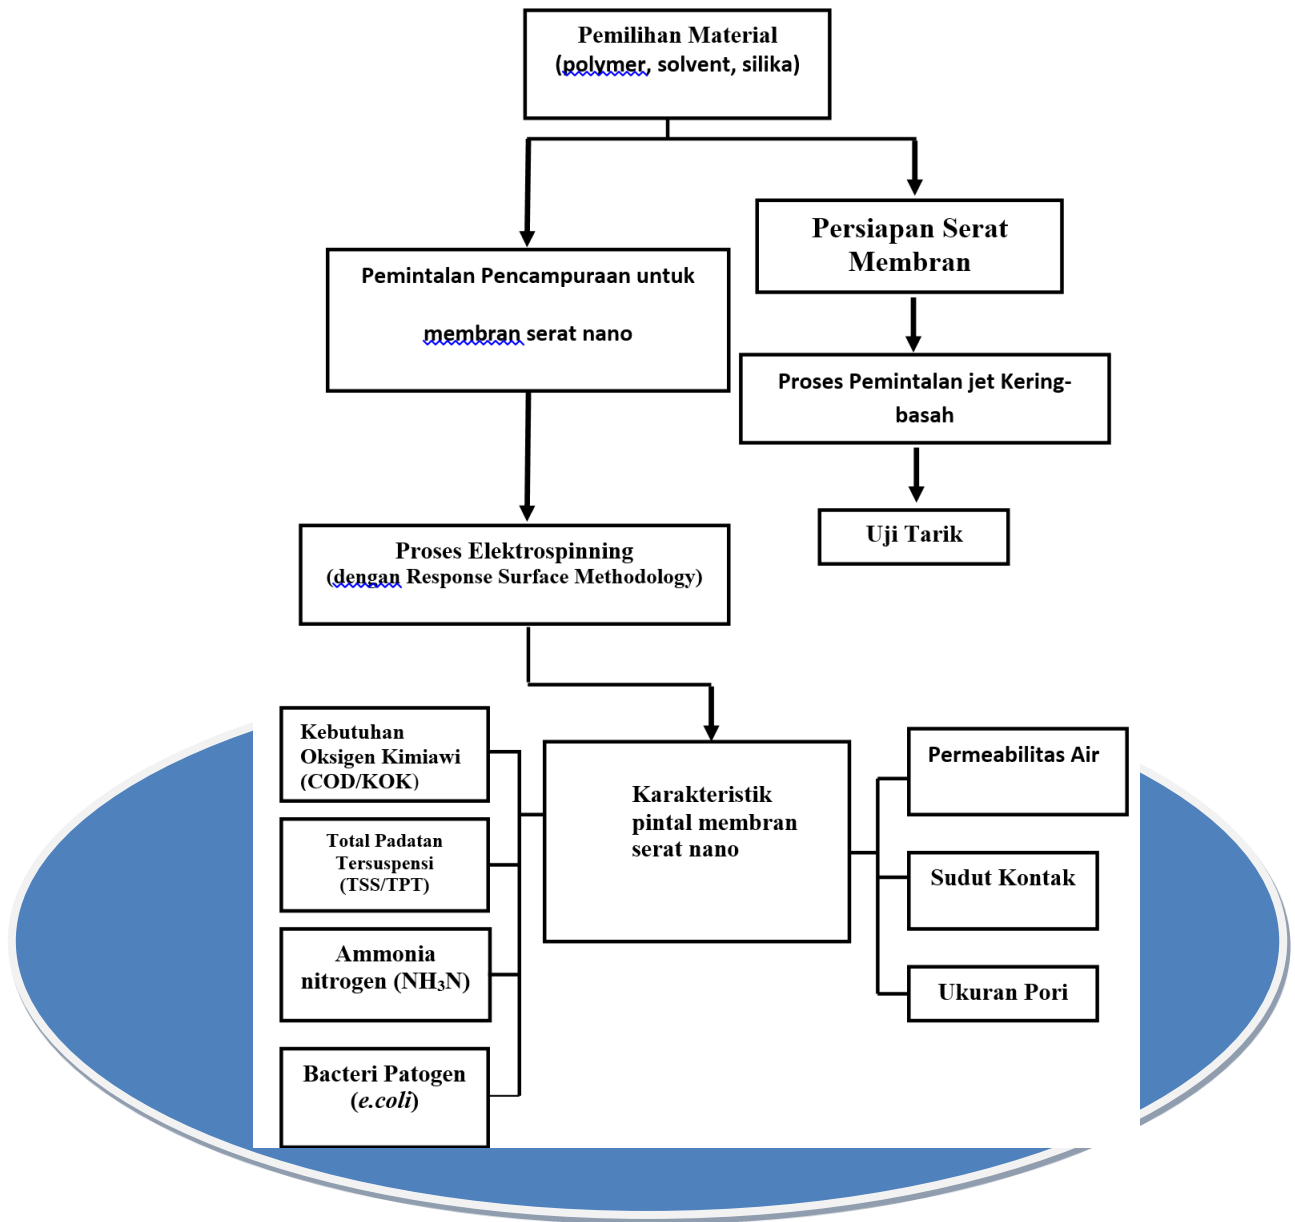 Pemilihan Material
(polymer, solvent, silika)
Persiapan Serat
Membran
Pemintalan Pencampuraan untuk
membran serat nano
Proses Pemintalan jet Kering-
basah
Uji Tarik
Proses Elektrospinning
(dengan Response Surface Methodology)
Kebutuhan
Oksigen Kimiawi
(COD/KOK)
Total Padatan
Tersuspensi
(TSS/TPT)
Ammonia
nitrogen (NH₃N)
Bacteri Patogen
(e.coli)
Karakteristik
pintal membran
serat nano
Permeabilitas Air
Sudut Kontak
Ukuran Pori